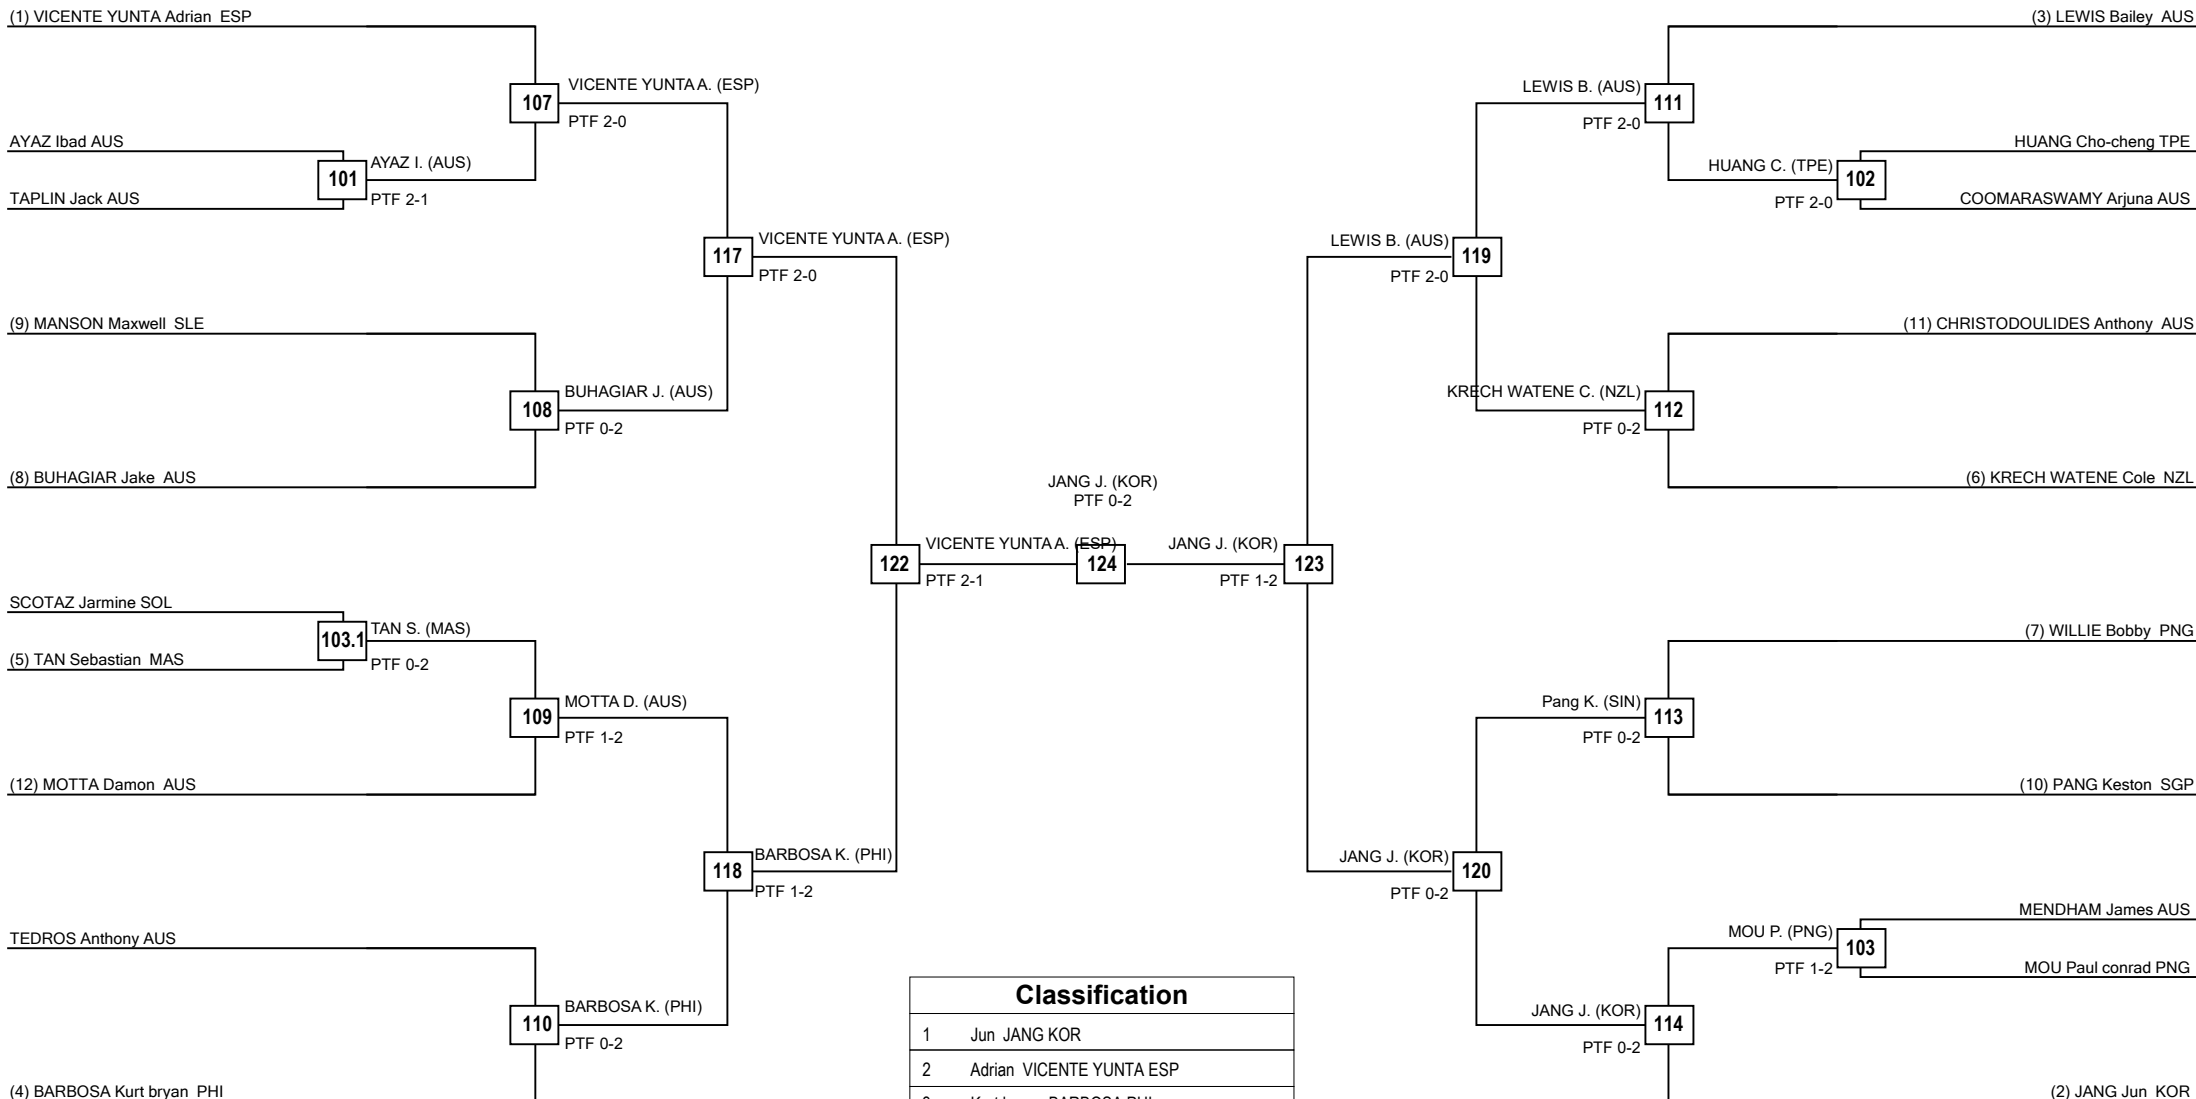 (1) VICENTE YUNTA Adrian ESP
107
VICENTE YUNTA A. (ESP)
PTF 2-0
AYAZ Ibad AUS
101
AYAZ I. (AUS)
PTF 2-1
TAPLIN Jack AUS
117
VICENTE YUNTA A. (ESP)
PTF 2-0
(9) MANSON Maxwell SLE
108
BUHAGIAR J. (AUS)
PTF 0-2
(8) BUHAGIAR Jake AUS
122
VICENTE YUNTA A. (ESP)
PTF 2-1
SCOTAZ Jarmine SOL
103.1
TAN S. (MAS)
PTF 0-2
(5) TAN Sebastian MAS
109
MOTTA D. (AUS)
PTF 1-2
(12) MOTTA Damon AUS
118
BARBOSA K. (PHI)
PTF 1-2
TEDROS Anthony AUS
110
BARBOSA K. (PHI)
PTF 0-2
(4) BARBOSA Kurt bryan PHI
JANG J. (KOR)
PTF 0-2
124
(3) LEWIS Bailey AUS
LEWIS B. (AUS)
111
PTF 2-0
HUANG Cho-cheng TPE
HUANG C. (TPE)
102
PTF 2-0
COOMARASWAMY Arjuna AUS
LEWIS B. (AUS)
119
PTF 2-0
(11) CHRISTODOULIDES Anthony AUS
KRECH WATENE C. (NZL)
112
PTF 0-2
(6) KRECH WATENE Cole NZL
JANG J. (KOR)
123
PTF 1-2
(7) WILLIE Bobby PNG
Pang K. (SIN)
113
PTF 0-2
(10) PANG Keston SGP
JANG J. (KOR)
120
PTF 0-2
MENDHAM James AUS
MOU P. (PNG)
103
PTF 1-2
MOU Paul conrad PNG
JANG J. (KOR)
114
PTF 0-2
(2) JANG Jun KOR
Classification
1 Jun JANG KOR
2 Adrian VICENTE YUNTA ESP